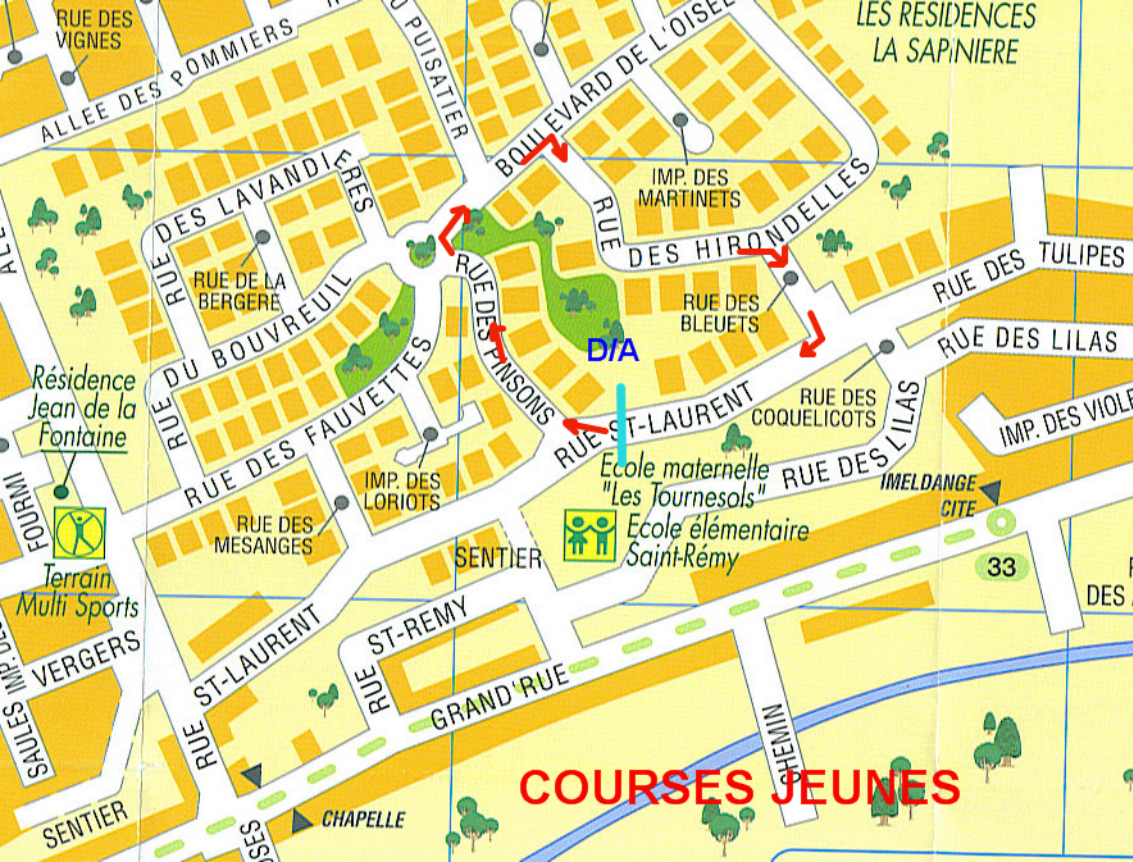 RUE DES
VIGNES
ALLEE DES POMMIERS
PUISATIER
BOULEVARD DE L'OISE
LES RESIDENCES
LA SAPINIERE
IMP. DES
MARTINETS
RUE DES LAVANDIERES
RUE DE LA
BERGERE
RUE DES HIRONDELLES
RUE DES
BLEUETS
RUE DES TULIPES
RUE DES LILAS
RUE DU BOUVREUIL
RUE DES PINSONS
D/A
RUE DES
COQUELICOTS
Résidence
Jean de la
Fontaine
RUE DES FAUVETTES
RUE ST-LAURENT
IMP. DES
RUE DES LILAS
IMP. DES
LORIOTS
Ecole maternelle
"Les Tournesols"
Ecole élémentaire
Saint-Rémy
IMELDANGE
CITE
FOURMI
RUE DES
MESANGES
SENTIER
33
Terrain
Multi Sports
DES
ST-REMY
RUE
VERGERS
SAULES
IMP.
RUE ST-LAURENT
GRAND'RUE
CHEMIN
COURSES JEUNES
CHAPELLE
SENTIER